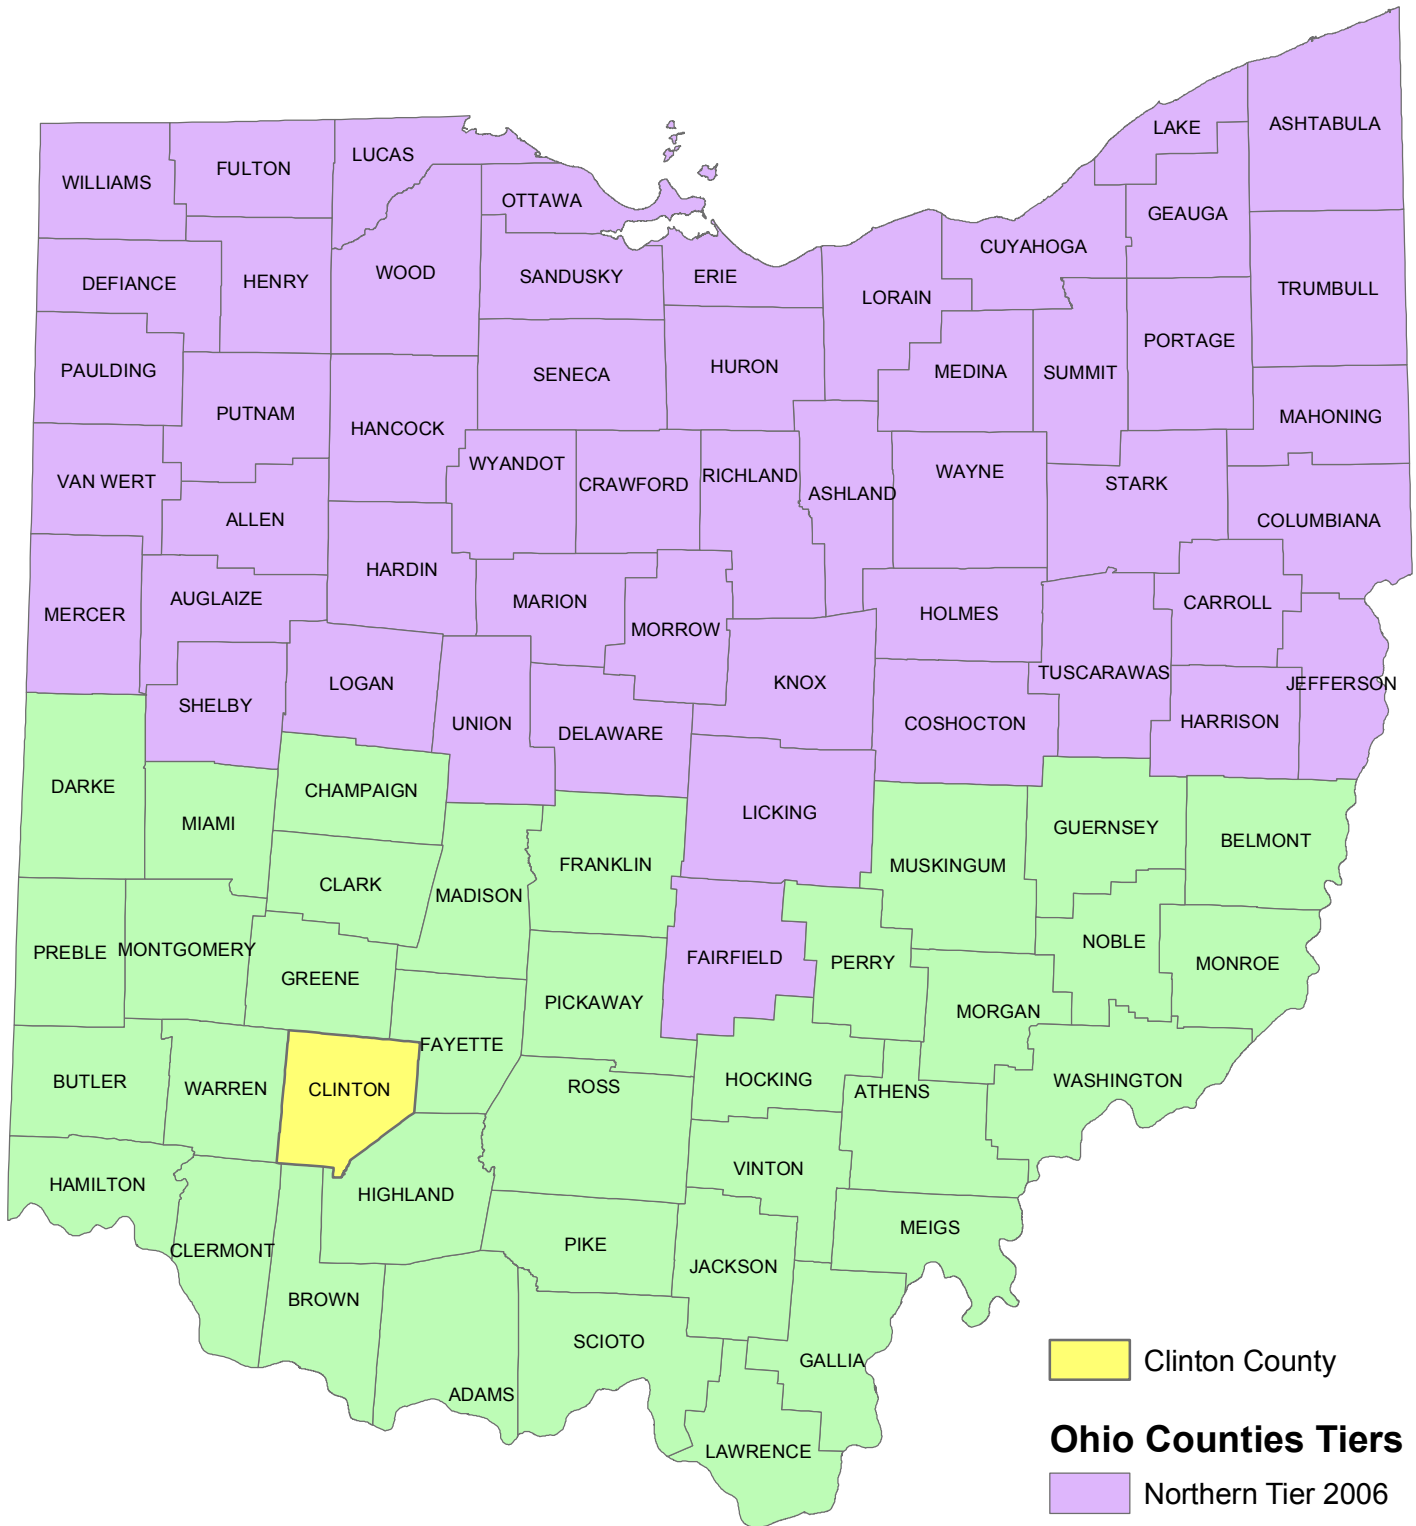 ASHTABULA
LAKE
LUCAS
FULTON
WILLIAMS
OTTAWA
GEAUGA
CUYAHOGA
WOOD
SANDUSKY
ERIE
HENRY
DEFIANCE
LORAIN
TRUMBULL
PORTAGE
HURON
MEDINA
SUMMIT
PAULDING
SENECA
PUTNAM
HANCOCK
MAHONING
WYANDOT
CRAWFORD
RICHLAND
ASHLAND
WAYNE
STARK
VAN WERT
ALLEN
COLUMBIANA
HARDIN
AUGLAIZE
MARION
MERCER
HOLMES
CARROLL
MORROW
TUSCARAWAS
LOGAN
KNOX
JEFFERSON
SHELBY
UNION
DELAWARE
COSHOCTON
HARRISON
DARKE
CHAMPAIGN
LICKING
MIAMI
GUERNSEY
BELMONT
FRANKLIN
MUSKINGUM
CLARK
MADISON
NOBLE
PREBLE
MONTGOMERY
FAIRFIELD
PERRY
MONROE
GREENE
PICKAWAY
MORGAN
FAYETTE
BUTLER
WARREN
CLINTON
ROSS
HOCKING
ATHENS
WASHINGTON
VINTON
HAMILTON
HIGHLAND
MEIGS
CLERMONT
PIKE
JACKSON
BROWN
SCIOTO
GALLIA
ADAMS
LAWRENCE
Clinton County
Ohio Counties Tiers
Northern Tier 2006